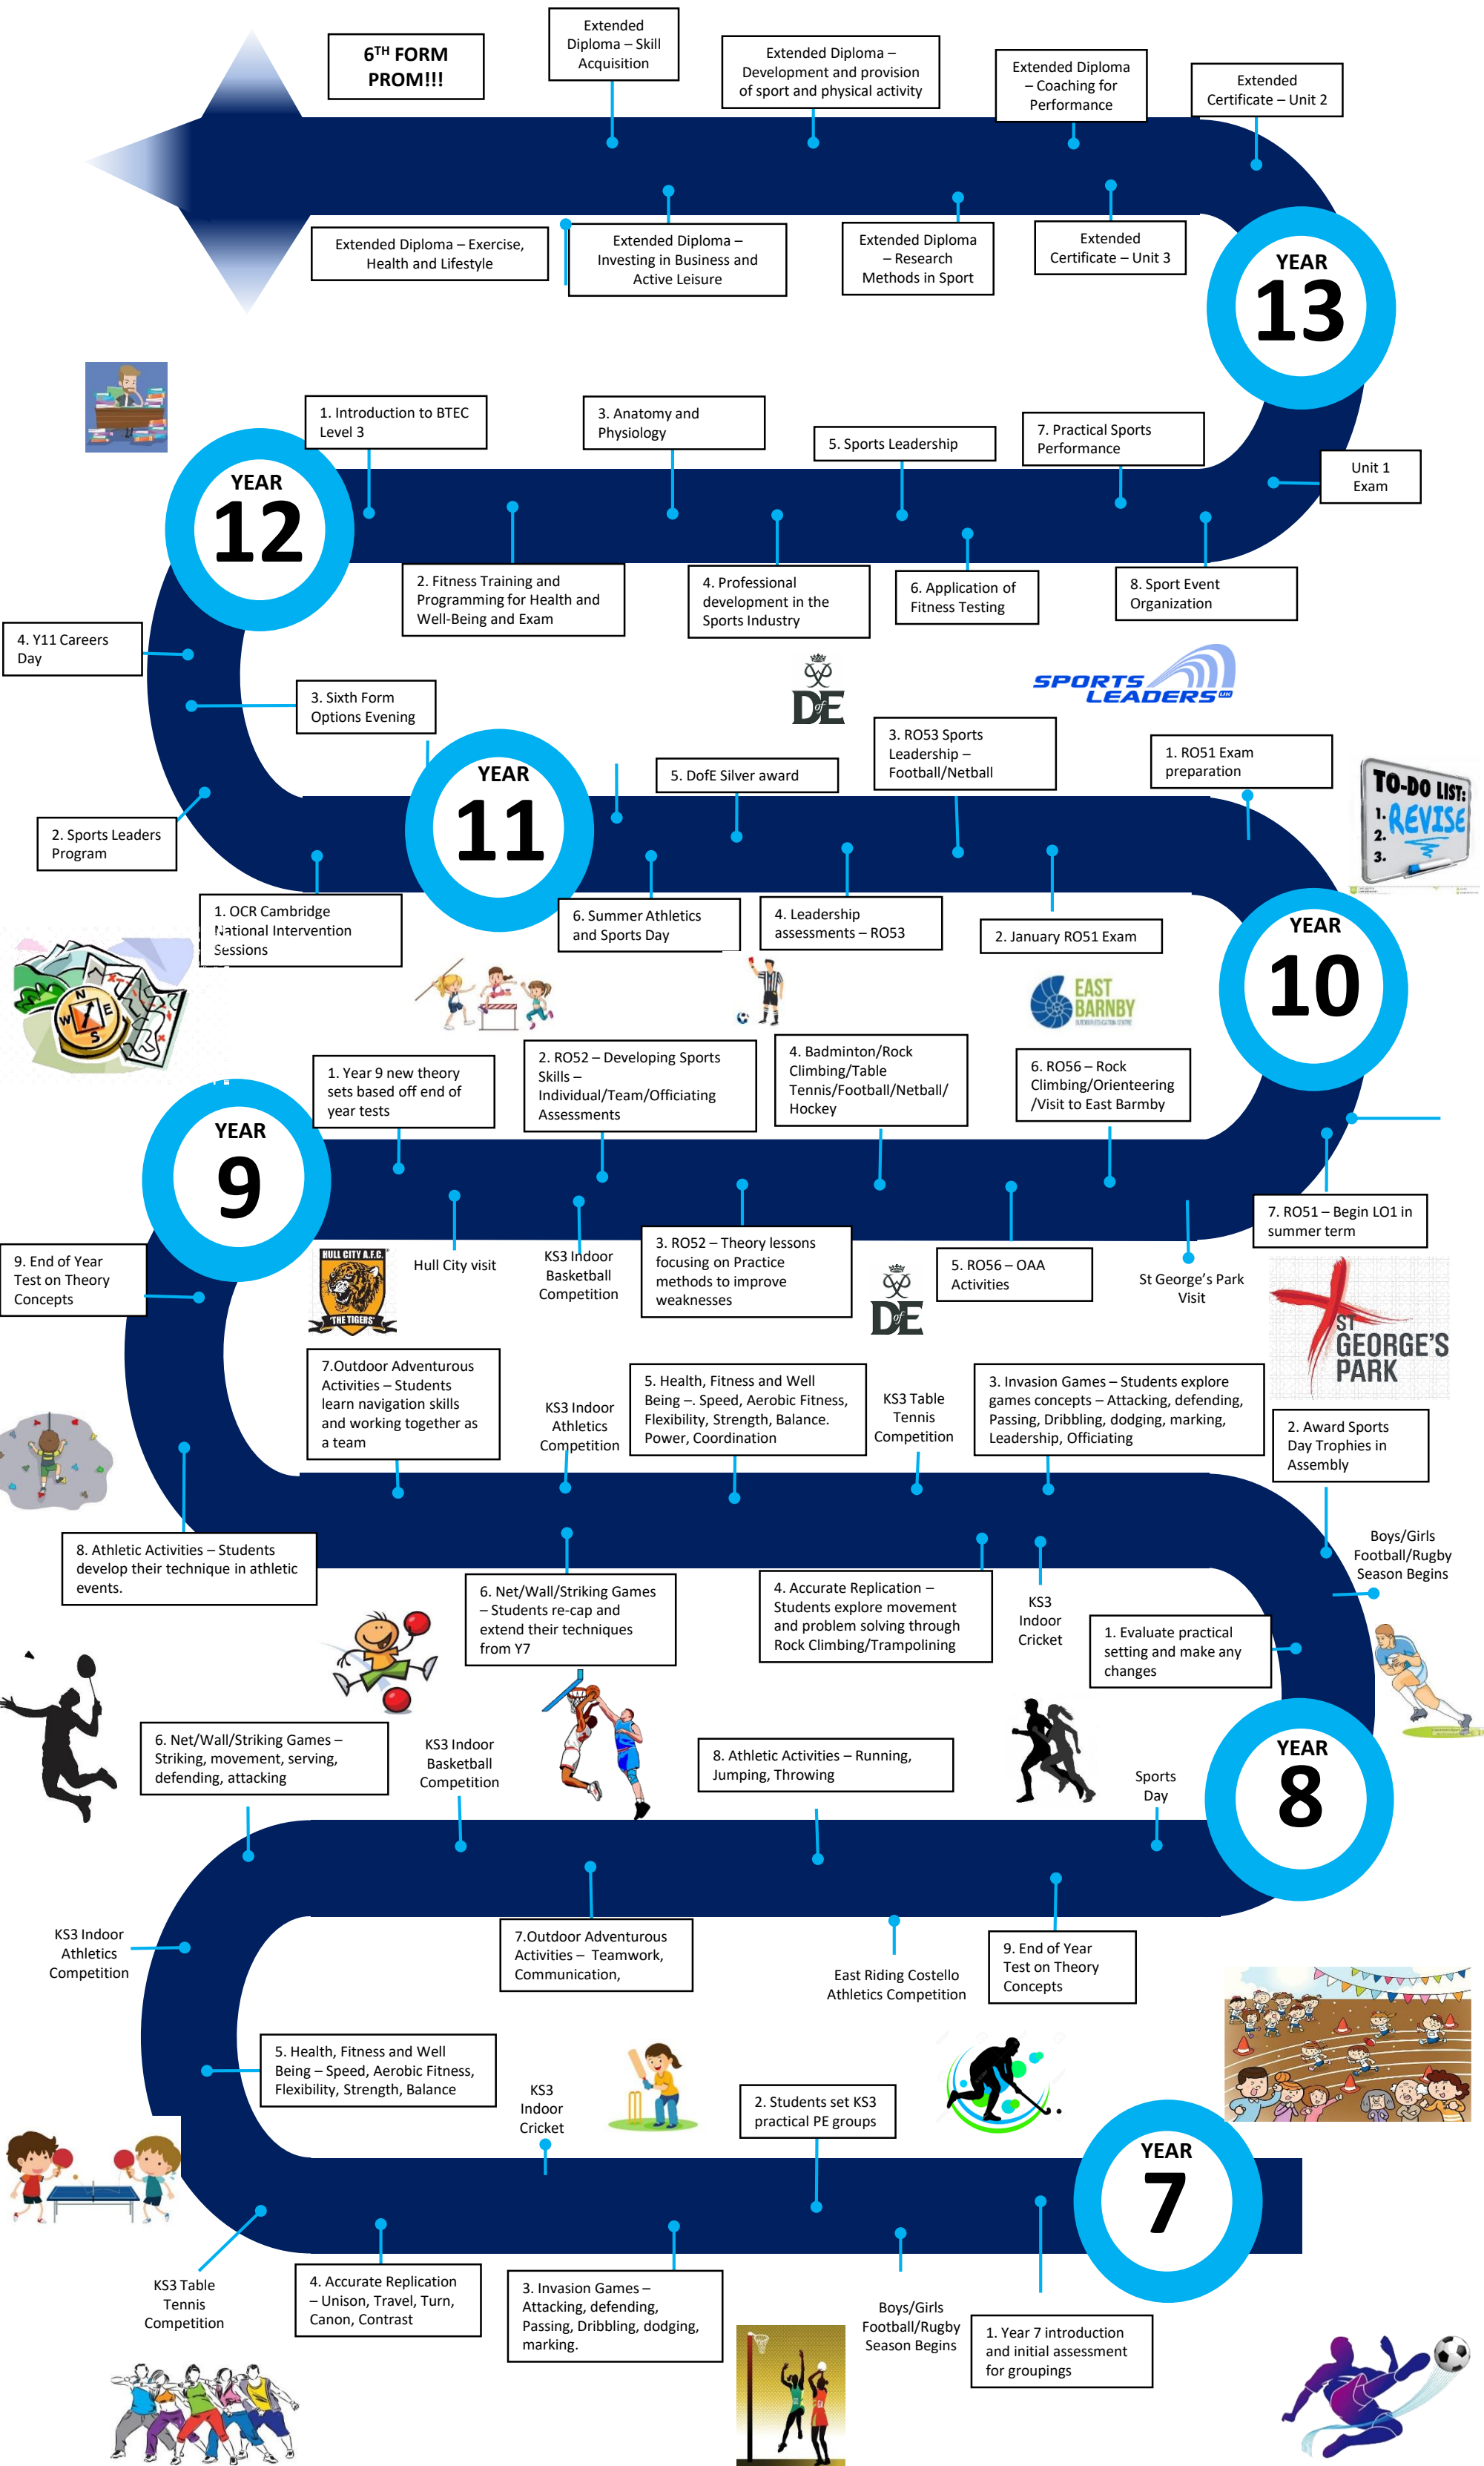 6TH FORM
PROM!!!
Extended
Diploma – Skill
Acquisition
Extended Diploma –
Development and provision
of sport and physical activity
Extended Diploma
– Coaching for
Performance
Extended
Certificate – Unit 2
Extended Diploma – Exercise,
Health and Lifestyle
Extended Diploma –
Investing in Business and
Active Leisure
Extended Diploma
– Research
Methods in Sport
Extended
Certificate – Unit 3
YEAR
13
1. Introduction to BTEC
Level 3
3. Anatomy and
Physiology
5. Sports Leadership
7. Practical Sports
Performance
Unit 1
Exam
YEAR
12
2. Fitness Training and
Programming for Health and
Well-Being and Exam
4. Professional
development in the
Sports Industry
6. Application of
Fitness Testing
8. Sport Event
Organization
4. Y11 Careers
Day
3. Sixth Form
Options Evening
DofE
SPORTS
LEADERS UK
2. Sports Leaders
Program
YEAR
11
5. DofE Silver award
3. RO53 Sports
Leadership –
Football/Netball
1. RO51 Exam
preparation
TO-DO LIST:
1. REVISE
2.
3.
1. OCR Cambridge
National Intervention
Sessions
6. Summer Athletics
and Sports Day
4. Leadership
assessments – RO53
2. January RO51 Exam
YEAR
10
N
E
S
W
EAST
BARNBY
OUTDOOR EDUCATION CENTRE
1. Year 9 new theory
sets based off end of
year tests
2. RO52 – Developing Sports
Skills –
Individual/Team/Officiating
Assessments
4. Badminton/Rock
Climbing/Table
Tennis/Football/Netball/
Hockey
6. RO56 – Rock
Climbing/Orienteering
/Visit to East Barmby
YEAR
9
7. RO51 – Begin LO1 in
summer term
9. End of Year
Test on Theory
Concepts
HULL CITY A.F.C.
'THE TIGERS'
Hull City visit
KS3 Indoor
Basketball
Competition
3. RO52 – Theory lessons
focusing on Practice
methods to improve
weaknesses
DofE
5. RO56 – OAA
Activities
St George's Park
Visit
ST
GEORGE'S
PARK
7.Outdoor Adventurous
Activities – Students
learn navigation skills
and working together as
a team
KS3 Indoor
Athletics
Competition
5. Health, Fitness and Well
Being –. Speed, Aerobic Fitness,
Flexibility, Strength, Balance.
Power, Coordination
KS3 Table
Tennis
Competition
3. Invasion Games – Students explore
games concepts – Attacking, defending,
Passing, Dribbling, dodging, marking,
Leadership, Officiating
2. Award Sports
Day Trophies in
Assembly
8. Athletic Activities – Students
develop their technique in athletic
events.
6. Net/Wall/Striking Games
– Students re-cap and
extend their techniques
from Y7
4. Accurate Replication –
Students explore movement
and problem solving through
Rock Climbing/Trampolining
KS3
Indoor
Cricket
1. Evaluate practical
setting and make any
changes
Boys/Girls
Football/Rugby
Season Begins
6. Net/Wall/Striking Games –
Striking, movement, serving,
defending, attacking
KS3 Indoor
Basketball
Competition
8. Athletic Activities – Running,
Jumping, Throwing
Sports
Day
YEAR
8
KS3 Indoor
Athletics
Competition
7.Outdoor Adventurous
Activities – Teamwork,
Communication,
East Riding Costello
Athletics Competition
9. End of Year
Test on Theory
Concepts
5. Health, Fitness and Well
Being – Speed, Aerobic Fitness,
Flexibility, Strength, Balance
KS3
Indoor
Cricket
2. Students set KS3
practical PE groups
YEAR
7
KS3 Table
Tennis
Competition
4. Accurate Replication
– Unison, Travel, Turn,
Canon, Contrast
3. Invasion Games –
Attacking, defending,
Passing, Dribbling, dodging,
marking.
Boys/Girls
Football/Rugby
Season Begins
1. Year 7 introduction
and initial assessment
for groupings